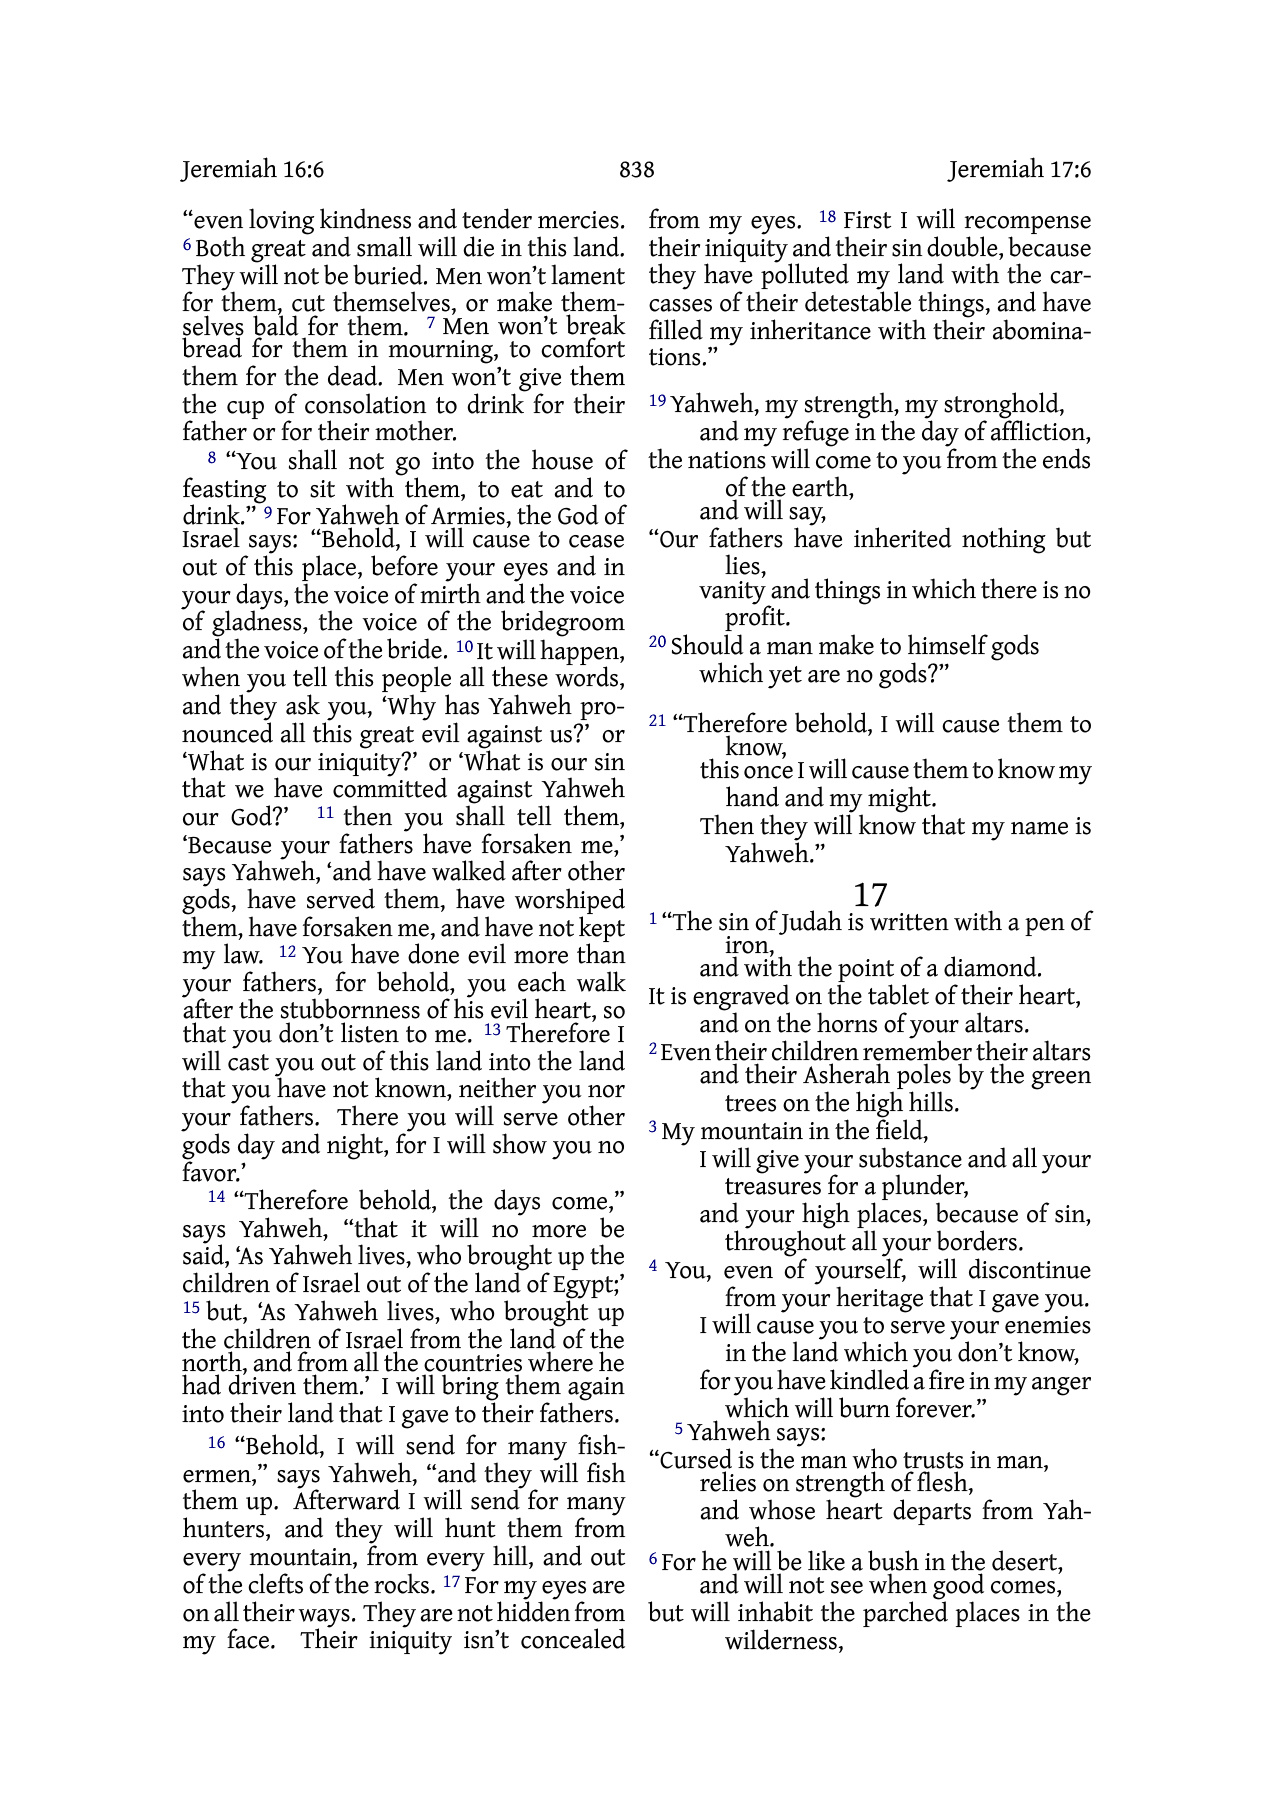 Jeremiah 16:6 838 Jeremiah 17:6
“even loving kindness and tender mercies.
6 Both great and small will die in this land.
They will not be buried. Men won’t lament
for them, cut themselves, or make them-
selves bald for them. 7 Men won’t break
bread for them in mourning, to comfort
them for the dead. Men won’t give them
the cup of consolation to drink for their
father or for their mother.
8 “You shall not go into the house of
feasting to sit with them, to eat and to
drink.” 9 For Yahweh of Armies, the God of
Israel says: “Behold, I will cause to cease
out of this place, before your eyes and in
your days, the voice of mirth and the voice
of gladness, the voice of the bridegroom
and the voice of the bride. 10 It will happen,
when you tell this people all these words,
and they ask you, ‘Why has Yahweh pro-
nounced all this great evil against us?’ or
‘What is our iniquity?’ or ‘What is our sin
that we have committed against Yahweh
our God?’ 11 then you shall tell them,
‘Because your fathers have forsaken me,’
says Yahweh, ‘and have walked after other
gods, have served them, have worshiped
them, have forsaken me, and have not kept
my law. 12 You have done evil more than
your fathers, for behold, you each walk
after the stubbornness of his evil heart, so
that you don’t listen to me. 13 Therefore I
will cast you out of this land into the land
that you have not known, neither you nor
your fathers. There you will serve other
gods day and night, for I will show you no
favor.’
14 “Therefore behold, the days come,”
says Yahweh, “that it will no more be
said, ‘As Yahweh lives, who brought up the
children of Israel out of the land of Egypt;’
15 but, ‘As Yahweh lives, who brought up
the children of Israel from the land of the
north, and from all the countries where he
had driven them.’ I will bring them again
into their land that I gave to their fathers.
16 “Behold, I will send for many fish-
ermen,” says Yahweh, “and they will fish
them up. Afterward I will send for many
hunters, and they will hunt them from
every mountain, from every hill, and out
of the clefts of the rocks. 17 For my eyes are
on all their ways. They are not hidden from
my face. Their iniquity isn’t concealed
from my eyes. 18 First I will recompense
their iniquity and their sin double, because
they have polluted my land with the car-
casses of their detestable things, and have
filled my inheritance with their abomina-
tions.”
19 Yahweh, my strength, my stronghold,
and my refuge in the day of affliction,
the nations will come to you from the ends
of the earth,
and will say,
“Our fathers have inherited nothing but
lies,
vanity and things in which there is no
profit.
20 Should a man make to himself gods
which yet are no gods?”
21 “Therefore behold, I will cause them to
know,
this once I will cause them to know my
hand and my might.
Then they will know that my name is
Yahweh.”
17
1 “The sin of Judah is written with a pen of
iron,
and with the point of a diamond.
It is engraved on the tablet of their heart,
and on the horns of your altars.
2 Even their children remember their altars
and their Asherah poles by the green
trees on the high hills.
3 My mountain in the field,
I will give your substance and all your
treasures for a plunder,
and your high places, because of sin,
throughout all your borders.
4 You, even of yourself, will discontinue
from your heritage that I gave you.
I will cause you to serve your enemies
in the land which you don’t know,
for you have kindled a fire in my anger
which will burn forever.”
5 Yahweh says:
“Cursed is the man who trusts in man,
relies on strength of flesh,
and whose heart departs from Yah-
weh.
6 For he will be like a bush in the desert,
and will not see when good comes,
but will inhabit the parched places in the
wilderness,